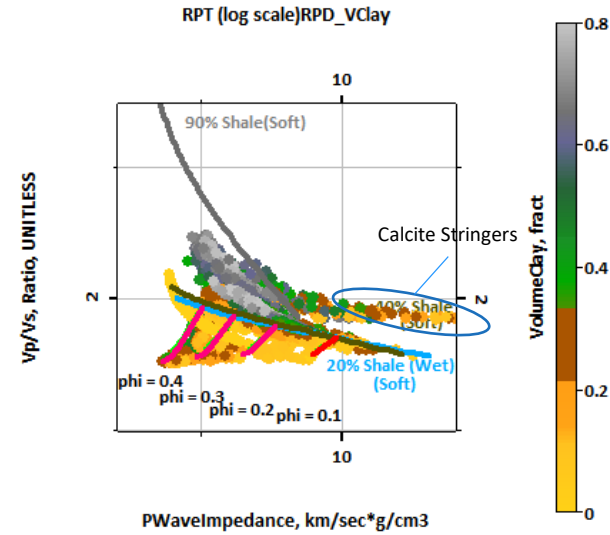 RPT (log scale)RPD_VClay
10
0.8
90% Shale(Soft)
0.6
Calcite Stringers
Vp/Vs, Ratio, UNITLESS
2
40% Shale
(Soft)
2
VolumeClay, fract
0.4
20% Shale (Wet)
(Soft)
phi = 0.4
phi = 0.3
phi = 0.2
phi = 0.1
0.2
10
0
PWaveImpedance, km/sec*g/cm3